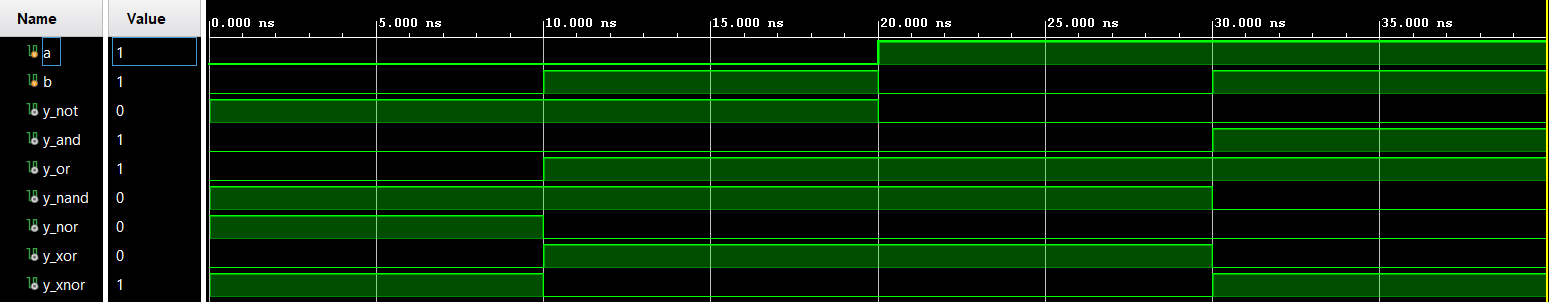 Name Value 0.000 ns 5.000 ns 10.000 ns 15.000 ns 20.000 ns 25.000 ns 30.000 ns 35.000 ns
a 1
b 1
y_not 0
y_and 1
y_or 1
y_nand 0
y_nor 0
y_xor 0
y_xnor 1